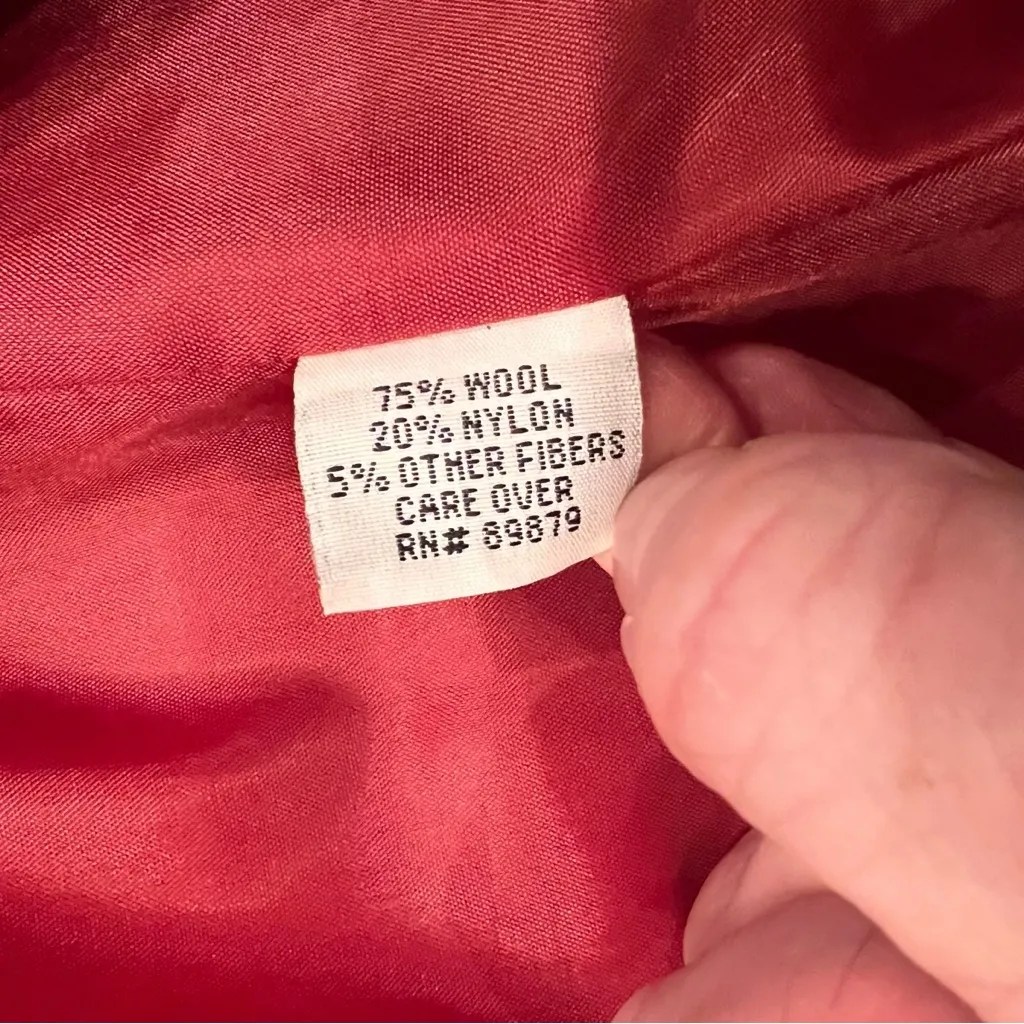 75% WOOL
20% NYLON
5% OTHER FIBERS
CARE OVER
RN# 89879